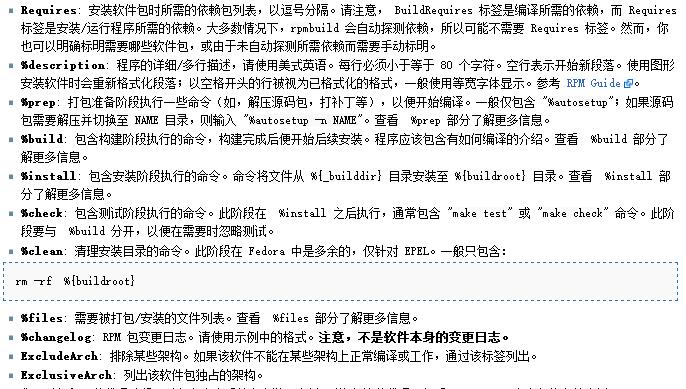 Requires: 安装软件包时所需的依赖包列表，以逗号分隔。请注意， BuildRequires 标签是编译所需的依赖，而 Requires
标签是安装/运行程序所需的依赖。大多数情况下，rpmbuild 会自动探测依赖，所以可能不需要 Requires 标签。然而，你
也可以明确标明需要哪些软件包，或由于未自动探测所需依赖而需要手动标明。
%description: 程序的详细/多行描述，请使用美式英语。每行必须小于等于 80 个字符。空行表示开始新段落。使用图形
安装软件时会重新格式化段落；以空格开头的行被视为已格式化的格式，一般使用等宽字体显示。参考 RPM Guide。
%prep: 打包准备阶段执行一些命令（如，解压源码包，打补丁等），以便开始编译。一般仅包含 "%autosetup"；如果源码
包需要解压并切换至 NAME 目录，则输入 "%autosetup -n NAME"。查看 %prep 部分了解更多信息。
%build: 包含构建阶段执行的命令，构建完成后便开始后续安装。程序应该包含有如何编译的介绍。查看 %build 部分了
解更多信息。
%install: 包含安装阶段执行的命令。命令将文件从 %{_builddir} 目录安装至 %{buildroot} 目录。查看 %install 部
分了解更多信息。
%check: 包含测试阶段执行的命令。此阶段在 %install 之后执行，通常包含 "make test" 或 "make check" 命令。此阶
段要与 %build 分开，以便在需要时忽略测试。
%clean: 清理安装目录的命令。此阶段在 Fedora 中是多余的，仅针对 EPEL。一般只包含：
rm -rf %{buildroot}
%files: 需要被打包/安装的文件列表。查看 %files 部分了解更多信息。
%changelog: RPM 包变更日志。请使用示例中的格式。注意，不是软件本身的变更日志。
ExcludeArch: 排除某些架构。如果该软件不能在某些架构上正常编译或工作，通过该标签列出。
ExclusiveArch: 列出该软件包独占的架构。